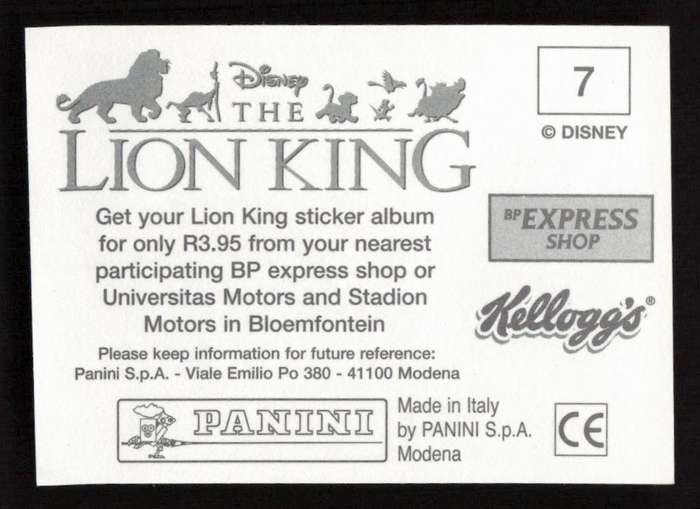 Disney
THE
LION KING
7
© DISNEY
Get your Lion King sticker album
for only R3.95 from your nearest
participating BP express shop or
Universitas Motors and Stadion
Motors in Bloemfontein
BP EXPRESS
SHOP
Kellogg's®
Please keep information for future reference:
Panini S.p.A. - Viale Emilio Po 380 - 41100 Modena
PANINI
Made in Italy
by PANINI S.p.A.
Modena
CE